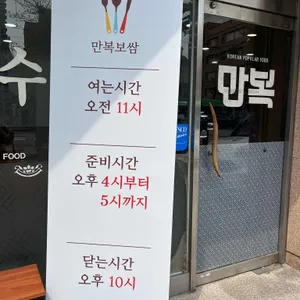 만복보쌈
여는시간
오전 11시
준비시간
오후 4시부터
5시까지
닫는시간
오후 10시
수
FOOD
KOREAN POPULAR FOOD
만복